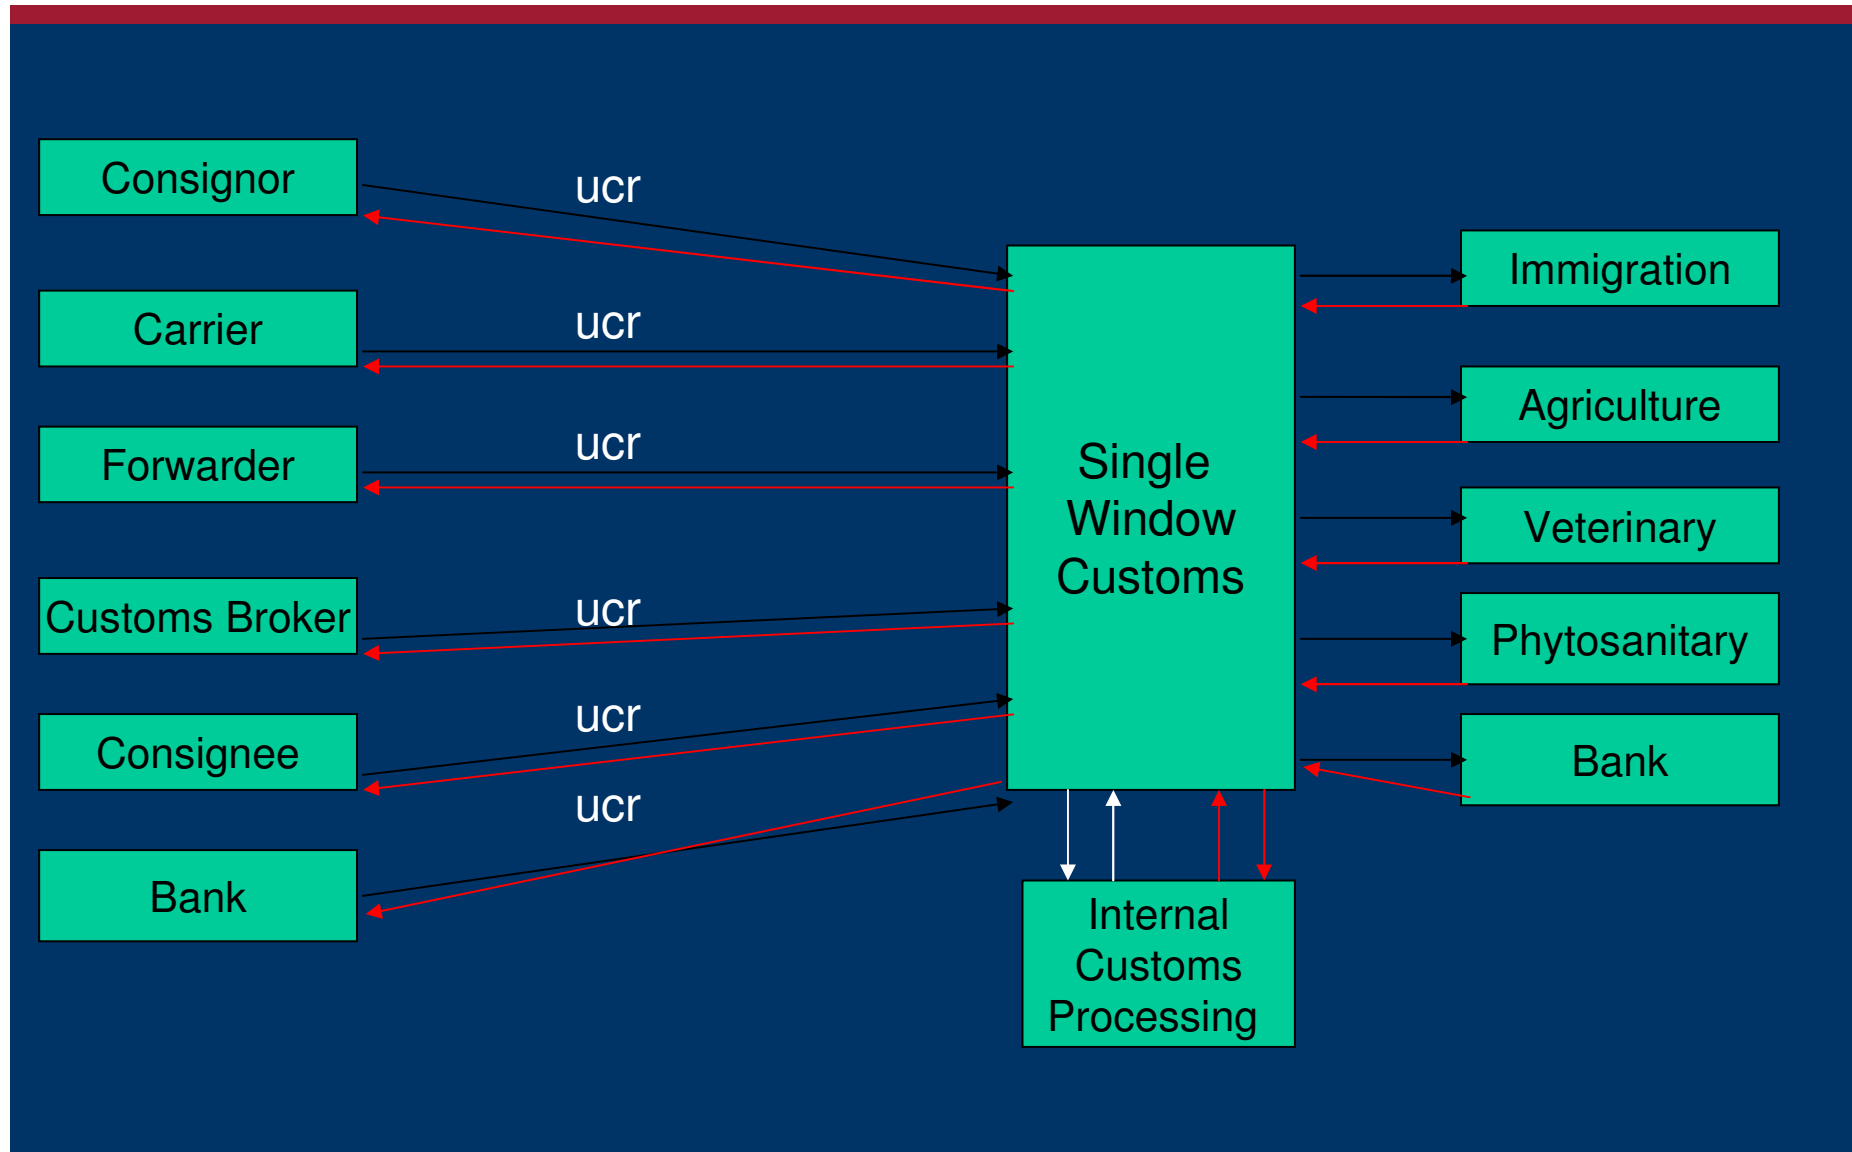 Consignor
ucr
Carrier
ucr
Forwarder
ucr
Customs Broker
ucr
Consignee
ucr
Bank
ucr
Single
Window
Customs
Internal
Customs
Processing
Immigration
Agriculture
Veterinary
Phytosanitary
Bank